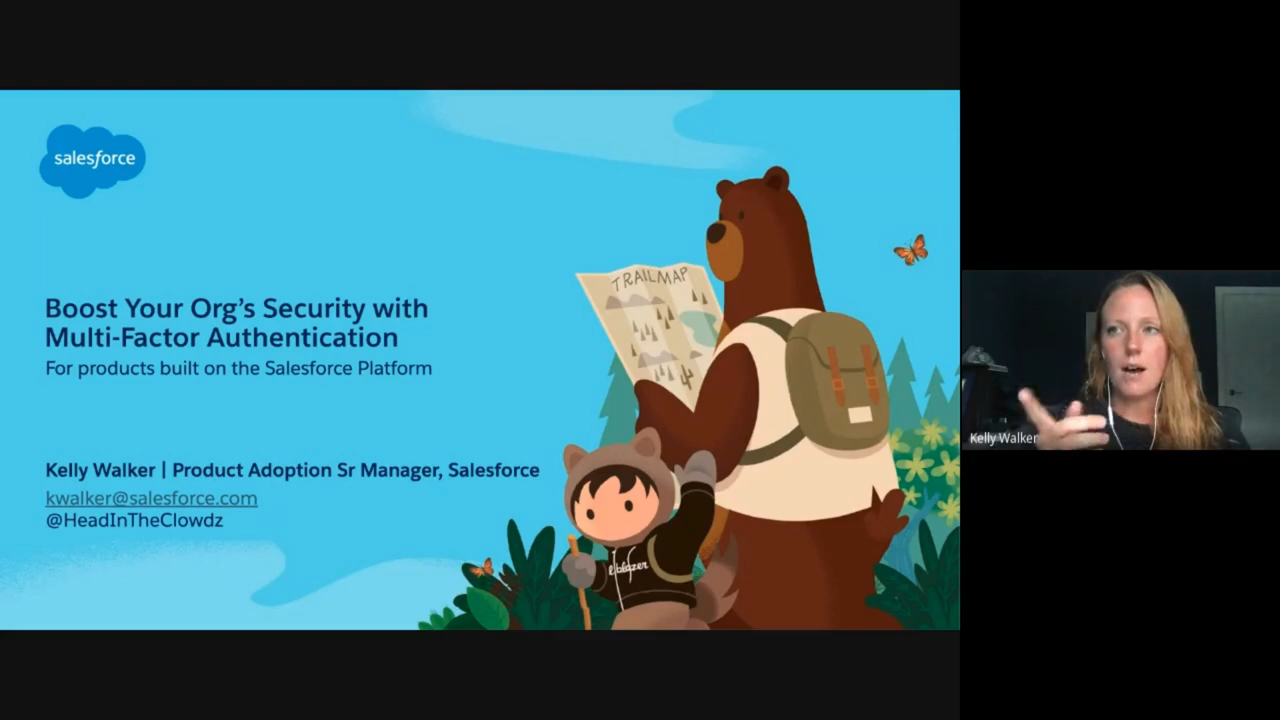 salesforce
TRAILMAP
Boost Your Org's Security with
Multi-Factor Authentication
For products built on the Salesforce Platform
Kelly Walker | Product Adoption Sr Manager, Salesforce
kwalker@salesforce.com
@HeadInTheClowdz
Kelly Walker